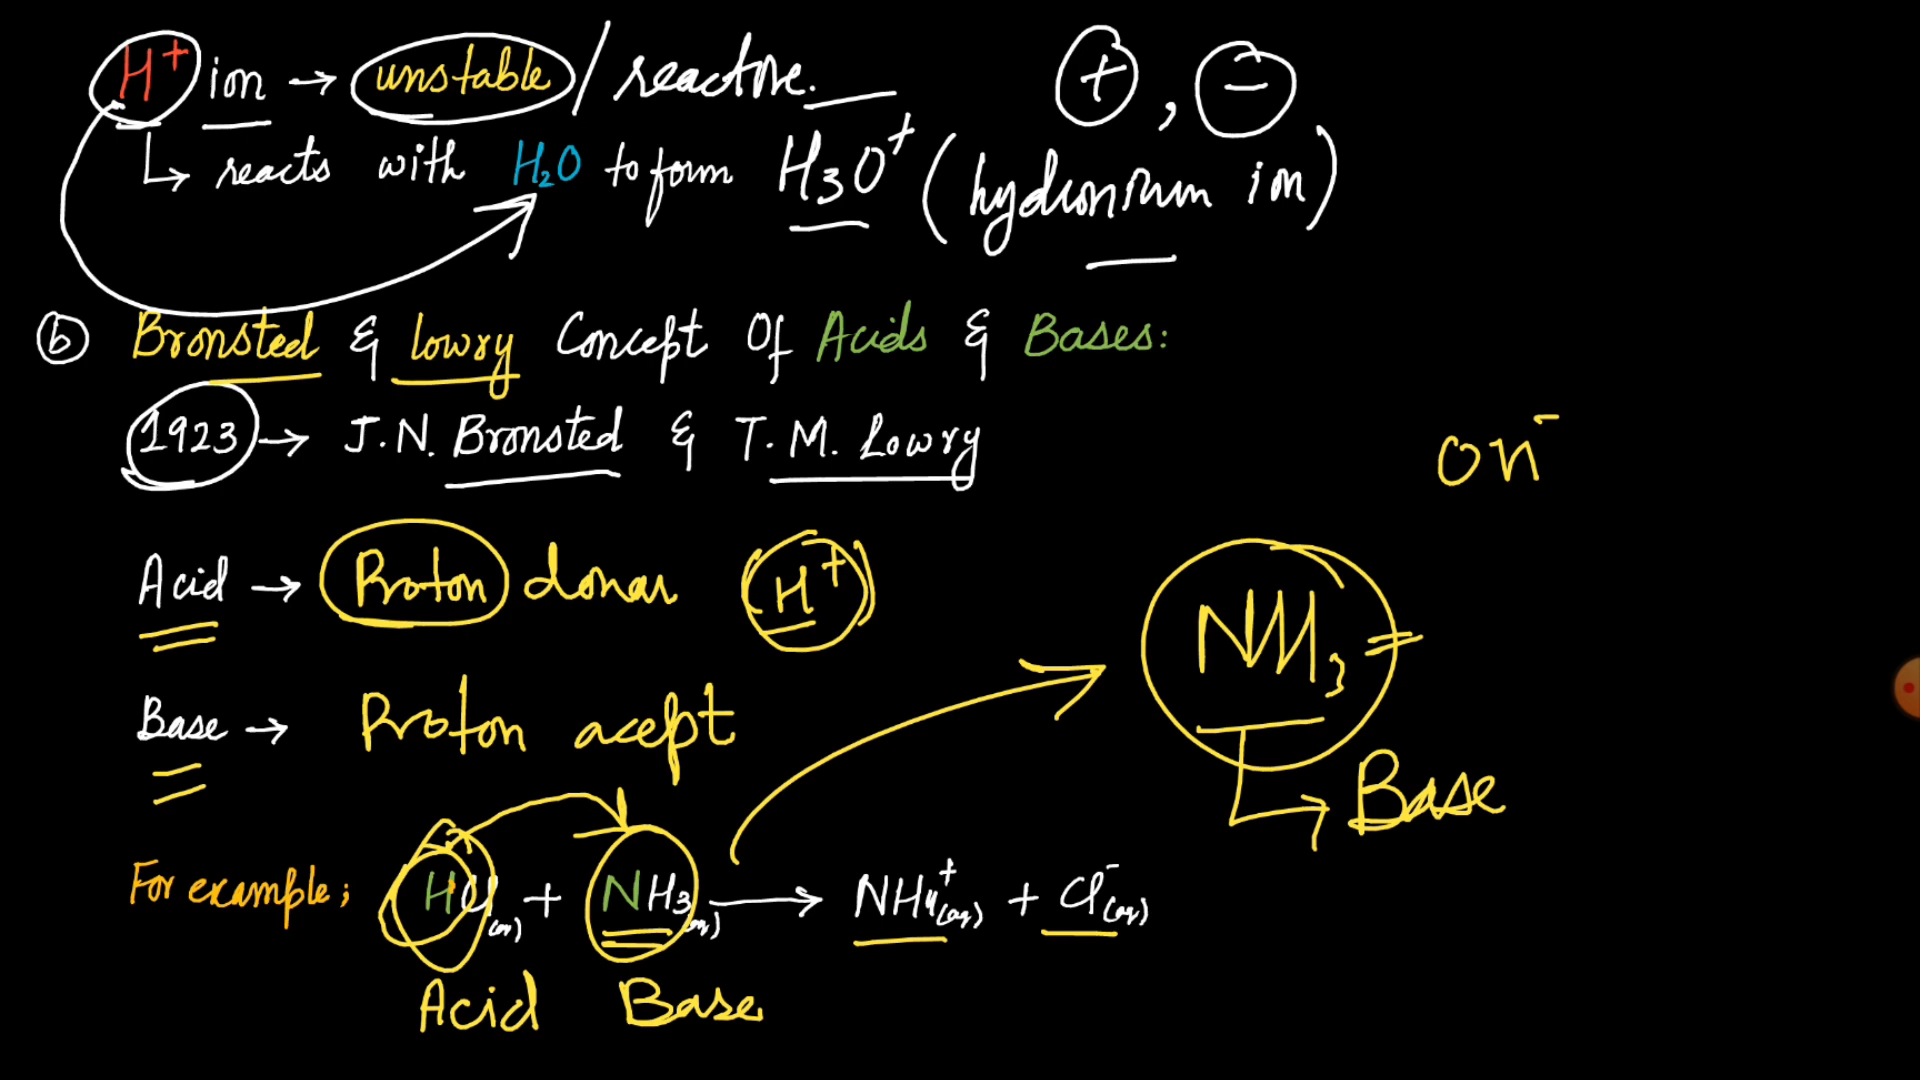 H⁺ ion → unstable / reactive.
+ , −
↳ reacts with H₂O to form H₃O⁺ (hydronium ion)
(b) Bronsted & lowry Concept Of Acids & Bases:
1923 → J.N. Bronsted & T.M. Lowry
OH⁻
Acid → Proton donar (H⁺)
NH₃
Base → Proton acept
↳ Base
For example; HCl(aq) + NH₃(aq) → NH₄⁺(aq) + Cl⁻(aq)
Acid Base